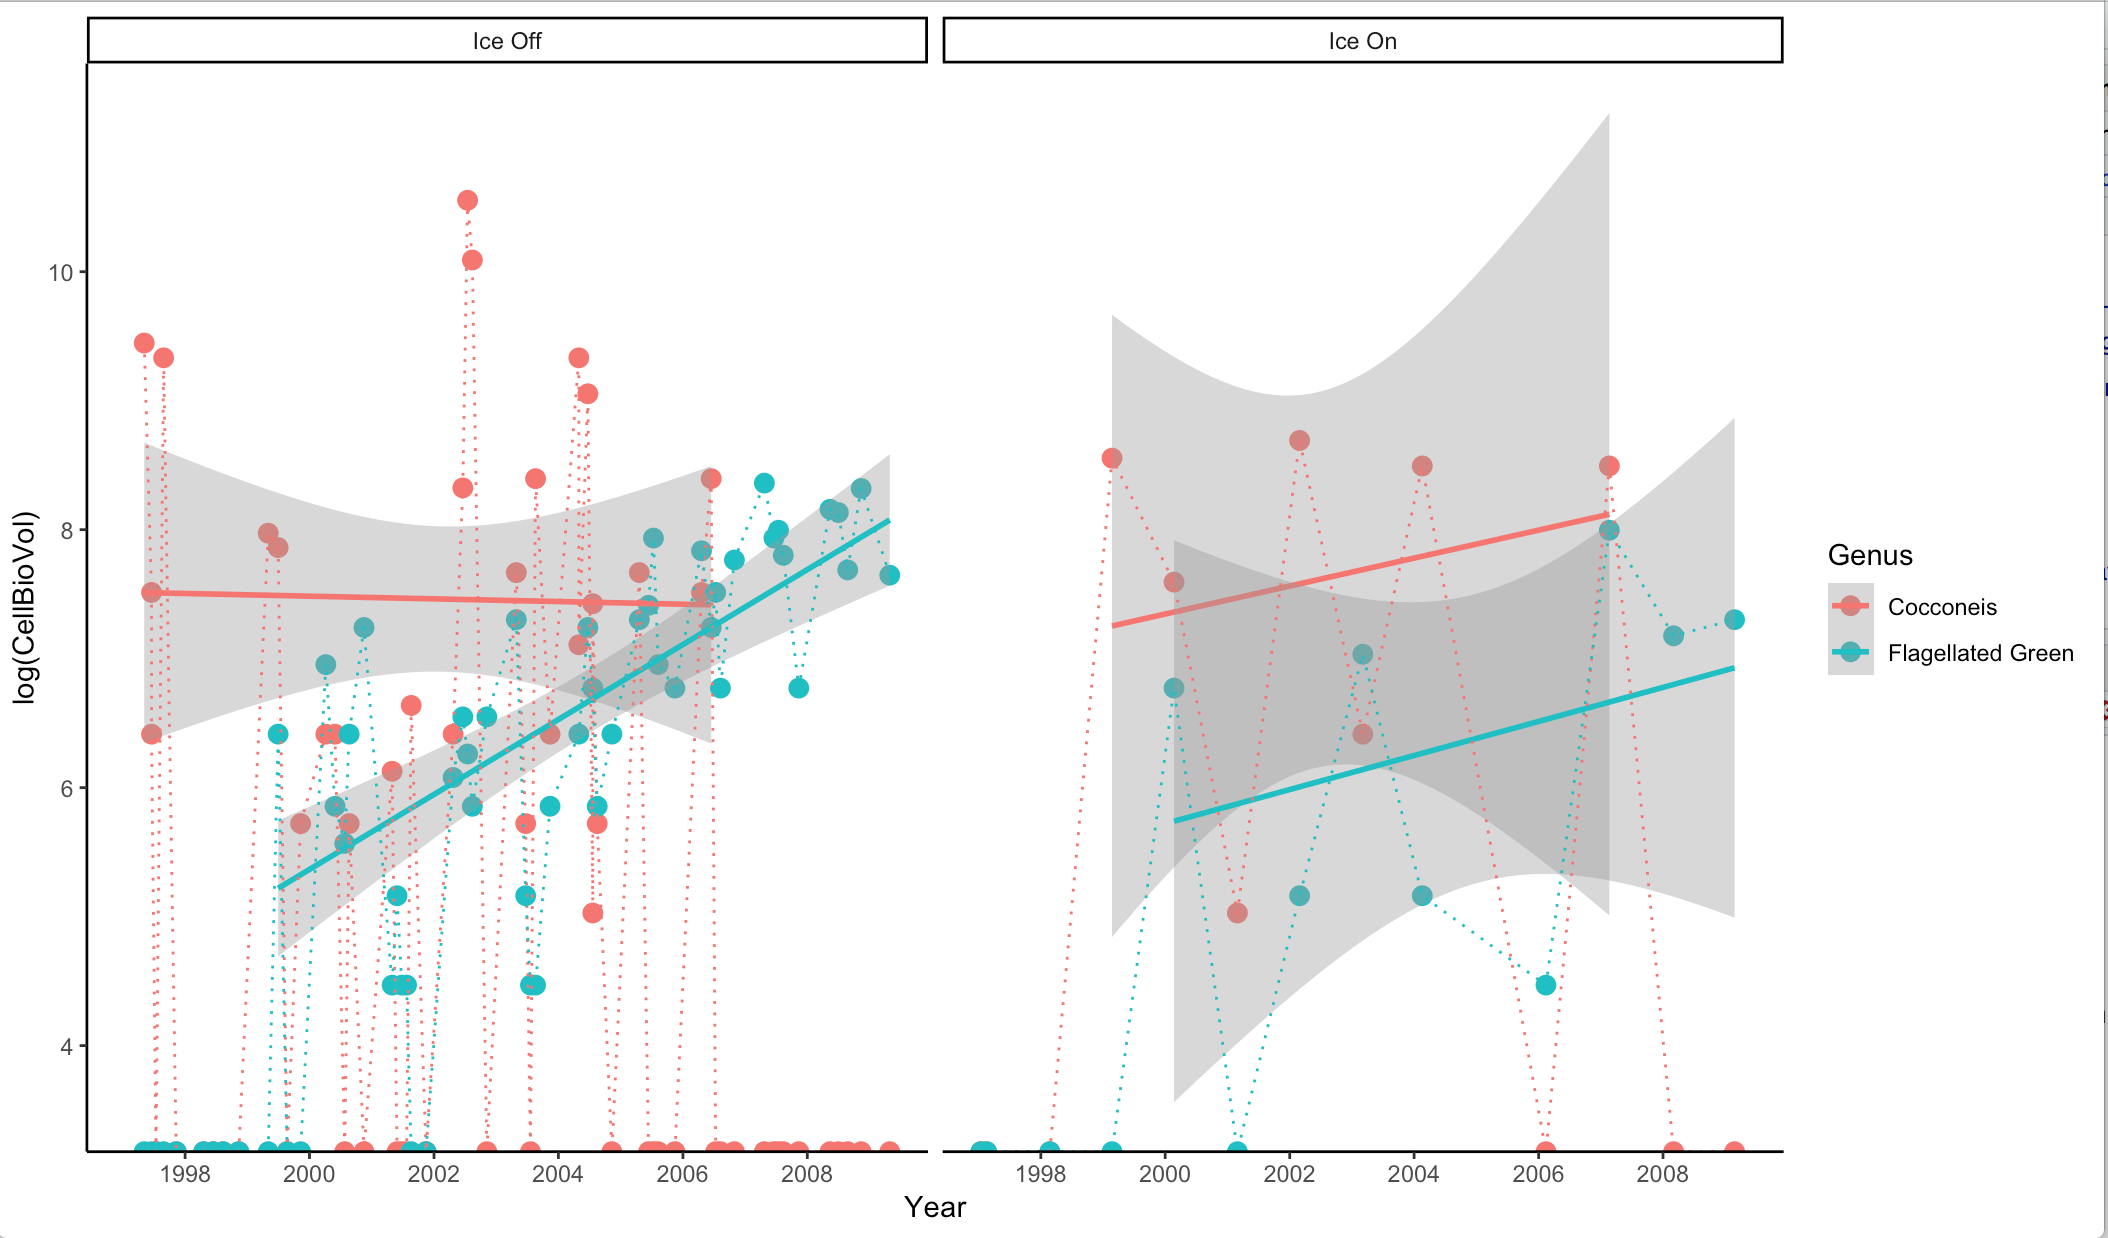 Ice Off
Ice On
10
8
6
4
log(CellBioVol)
1998 2000 2002 2004 2006 2008
1998 2000 2002 2004 2006 2008
Year
Genus
Cocconeis
Flagellated Green